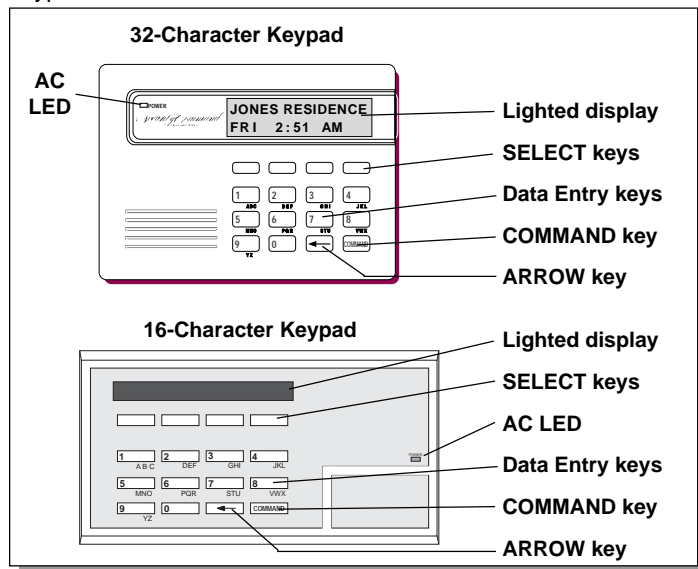 32-Character Keypad
AC
LED
POWER
JONES RESIDENCE
FRI 2:51 AM
Lighted display
SELECT keys
1 2 3 4
ABC DEF GHI JKL
Data Entry keys
5 6 7 8
MNO PQR STU VWX
COMMAND key
9 0 COMMAND
YZ
ARROW key
16-Character Keypad
Lighted display
SELECT keys
AC LED
POWER
1 2 3 4
ABC DEF GHI JKL
Data Entry keys
5 6 7 8
MNO PQR STU VWX
COMMAND key
9 0 COMMAND
YZ
ARROW key